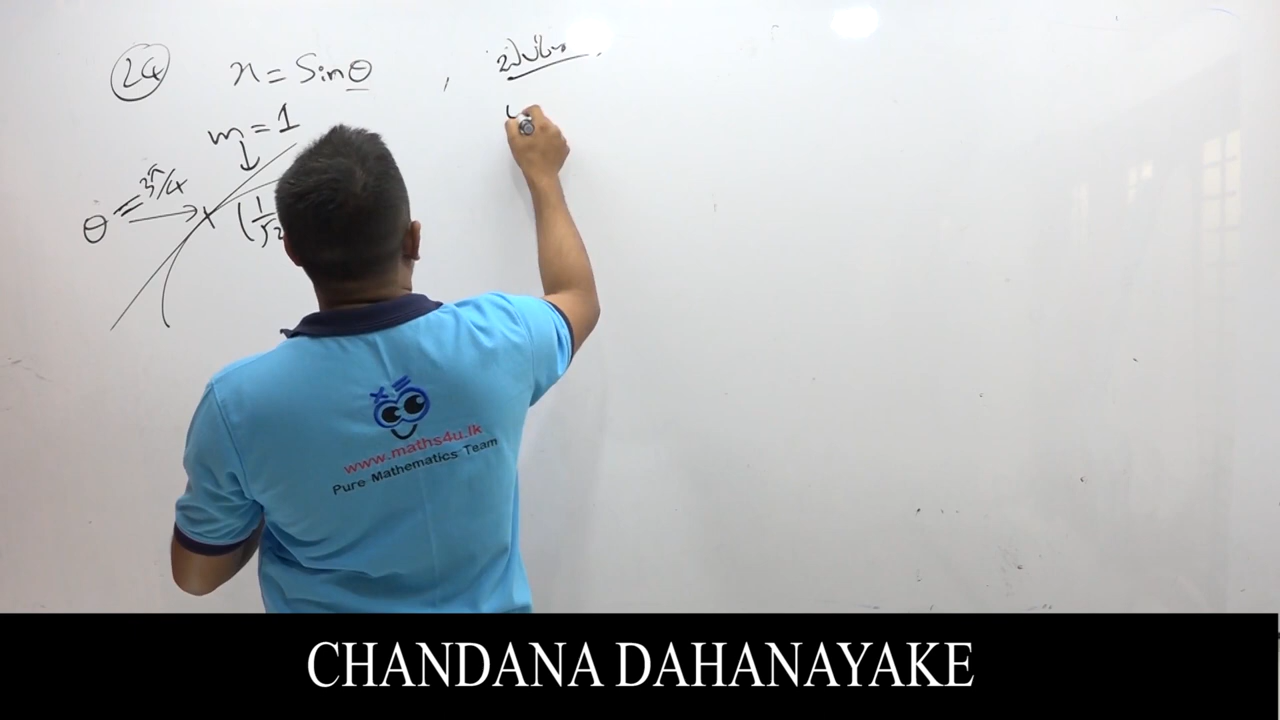 24
x = Sinθ ,
m = 1
θ = 3π/4
(1/√2
www.maths4u.lk
Pure Mathematics Team
CHANDANA DAHANAYAKE